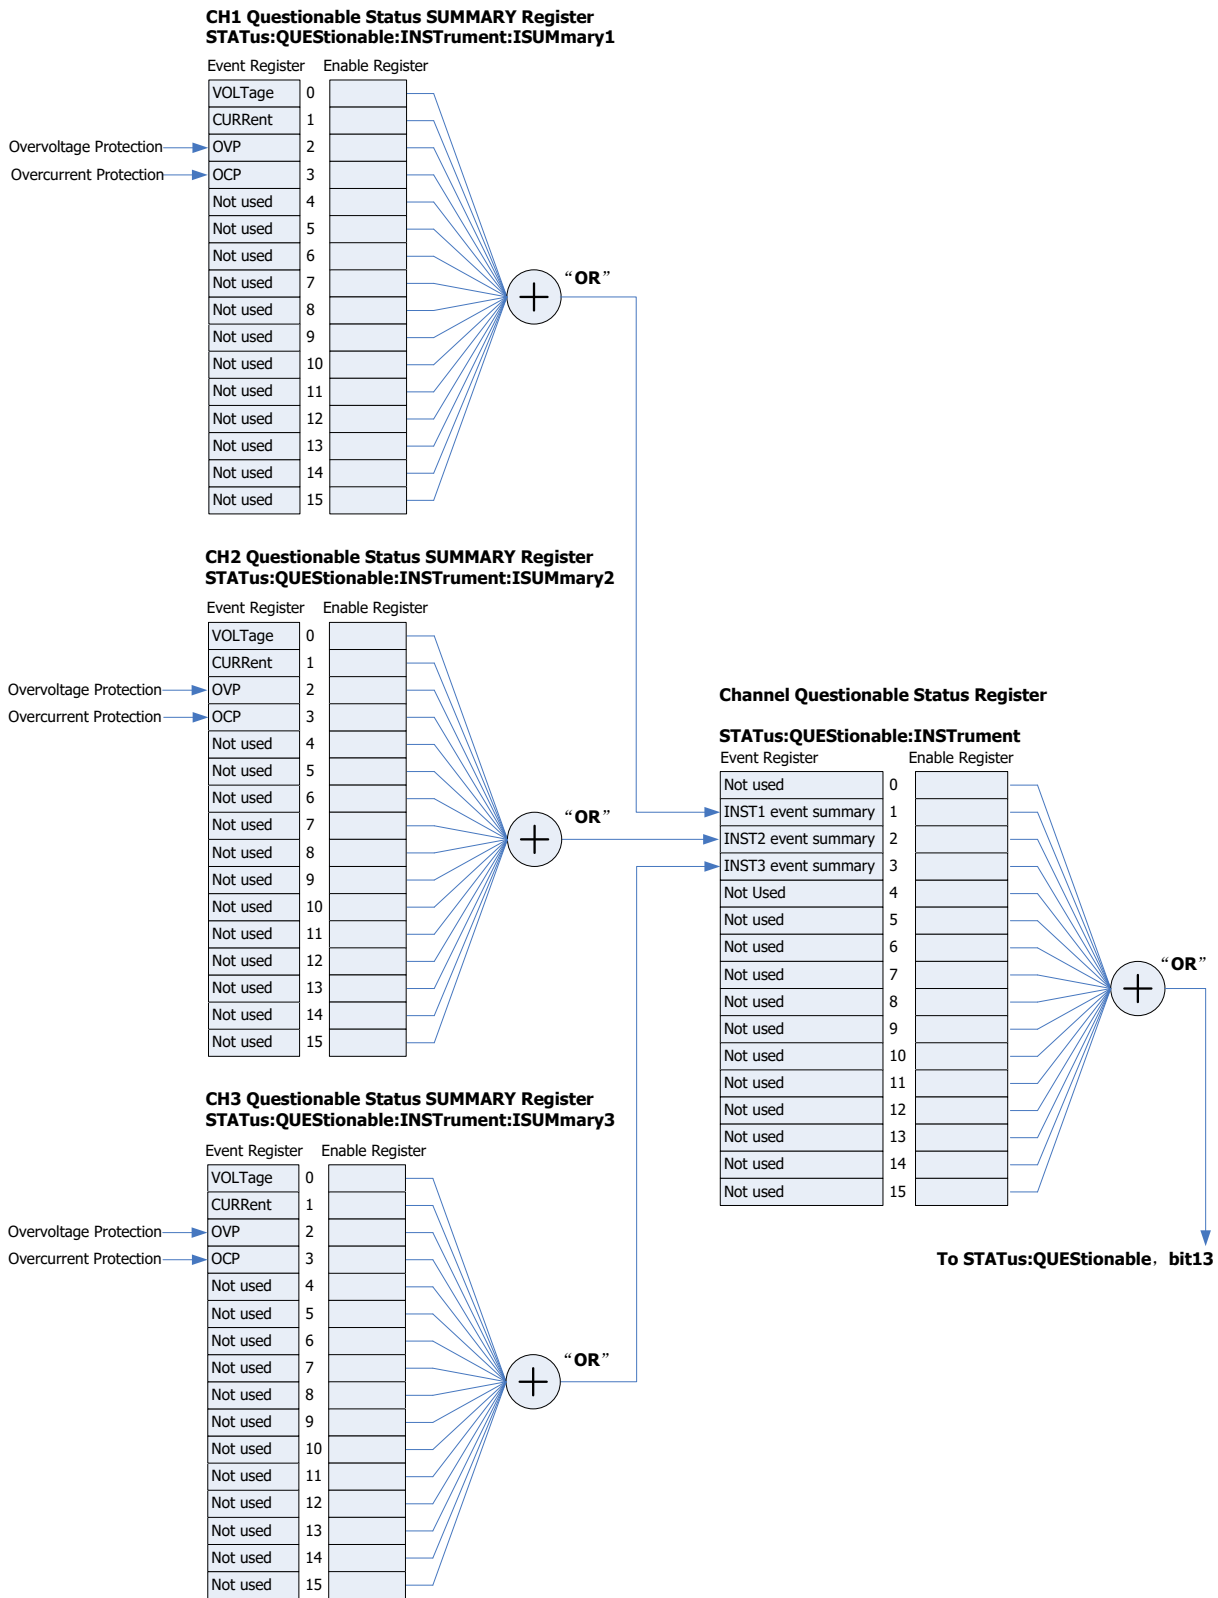 CH1 Questionable Status SUMMARY Register
STATus:QUEStionable:INSTrument:ISUMmary1
Event Register Enable Register
VOLTage 0
CURRent 1
Overvoltage Protection OVP 2
Overcurrent Protection OCP 3
Not used 4
Not used 5
Not used 6
Not used 7
“OR”
Not used 8
Not used 9
Not used 10
Not used 11
Not used 12
Not used 13
Not used 14
Not used 15
CH2 Questionable Status SUMMARY Register
STATus:QUEStionable:INSTrument:ISUMmary2
Event Register Enable Register
VOLTage 0
CURRent 1
Overvoltage Protection OVP 2
Overcurrent Protection OCP 3
Not used 4
Not used 5
Not used 6
Not used 7
“OR”
Not used 8
Not used 9
Not used 10
Not used 11
Not used 12
Not used 13
Not used 14
Not used 15
Channel Questionable Status Register
STATus:QUEStionable:INSTrument
Event Register Enable Register
Not used 0
INST1 event summary 1
INST2 event summary 2
INST3 event summary 3
Not Used 4
Not used 5
Not used 6
Not used 7
“OR”
Not used 8
Not used 9
Not used 10
Not used 11
Not used 12
Not used 13
Not used 14
Not used 15
To STATus:QUEStionable，bit13
CH3 Questionable Status SUMMARY Register
STATus:QUEStionable:INSTrument:ISUMmary3
Event Register Enable Register
VOLTage 0
CURRent 1
Overvoltage Protection OVP 2
Overcurrent Protection OCP 3
Not used 4
Not used 5
Not used 6
Not used 7
“OR”
Not used 8
Not used 9
Not used 10
Not used 11
Not used 12
Not used 13
Not used 14
Not used 15